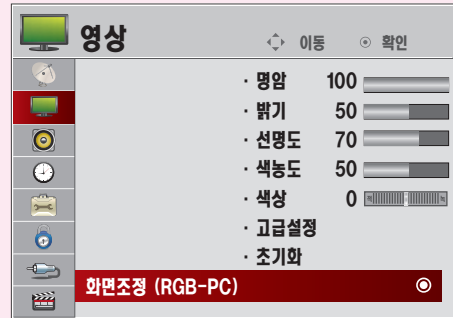 영상
이동 ⊙ 확인
· 명암 100
· 밝기 50
· 선명도 70
· 색농도 50
· 색상 0
· 고급설정
· 초기화
화면조정 (RGB-PC)